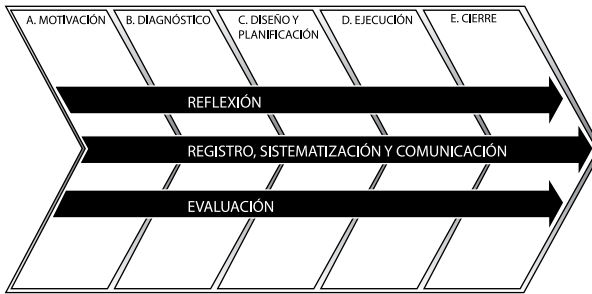 A. MOTIVACIÓN
B. DIAGNÓSTICO
C. DISEÑO Y
PLANIFICACIÓN
D. EJECUCIÓN
E. CIERRE
REFLEXIÓN
REGISTRO, SISTEMATIZACIÓN Y COMUNICACIÓN
EVALUACIÓN